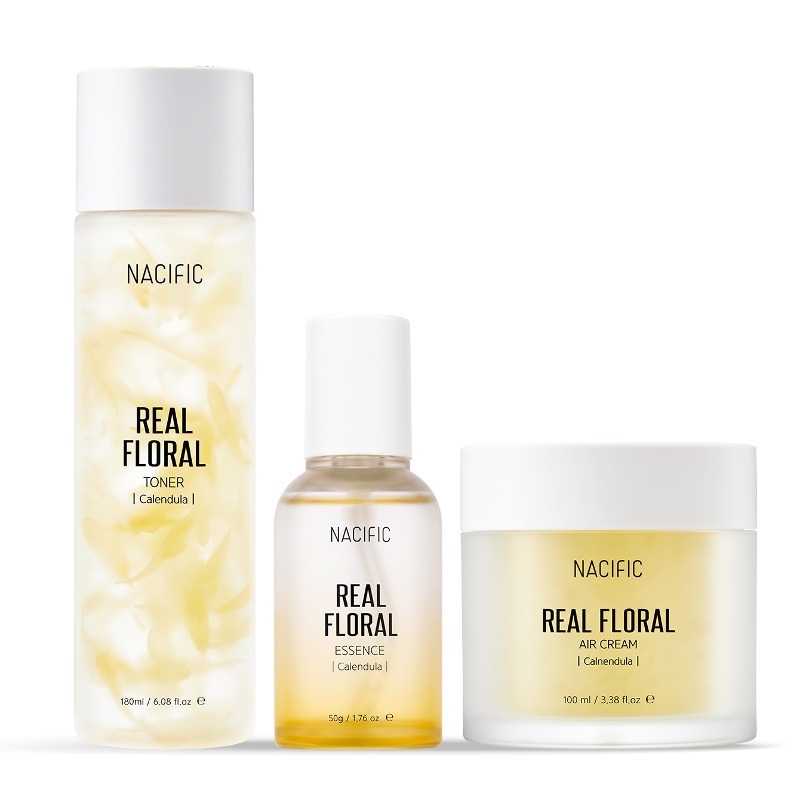 NACIFIC
REAL
FLORAL
TONER
| Calendula |
180ml / 6.08 fl.oz ℮
NACIFIC
REAL
FLORAL
ESSENCE
| Calendula |
50g / 1.76 oz ℮
NACIFIC
REAL FLORAL
AIR CREAM
| Calnendula |
100 ml / 3.38 fl.oz ℮